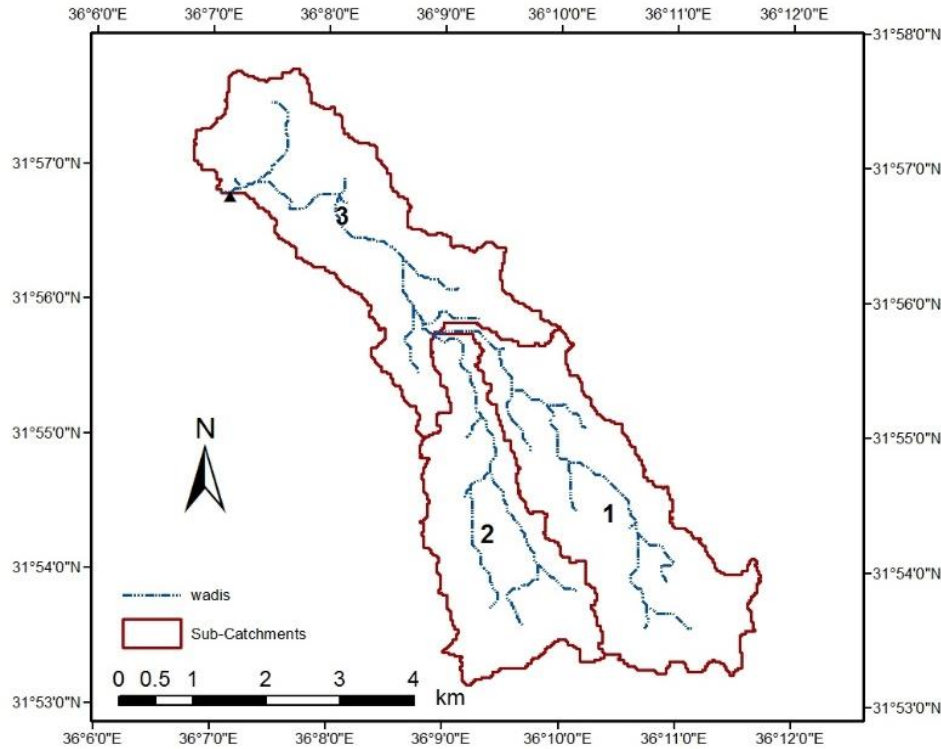 36°6'0"E 36°7'0"E 36°8'0"E 36°9'0"E 36°10'0"E 36°11'0"E 36°12'0"E
31°58'0"N
31°57'0"N 31°57'0"N
3
31°56'0"N 31°56'0"N
31°55'0"N 31°55'0"N
N
1
2
31°54'0"N 31°54'0"N
wadis
Sub-Catchments
0 0.5 1 2 3 4
km
31°53'0"N 31°53'0"N
36°6'0"E 36°7'0"E 36°8'0"E 36°9'0"E 36°10'0"E 36°11'0"E 36°12'0"E